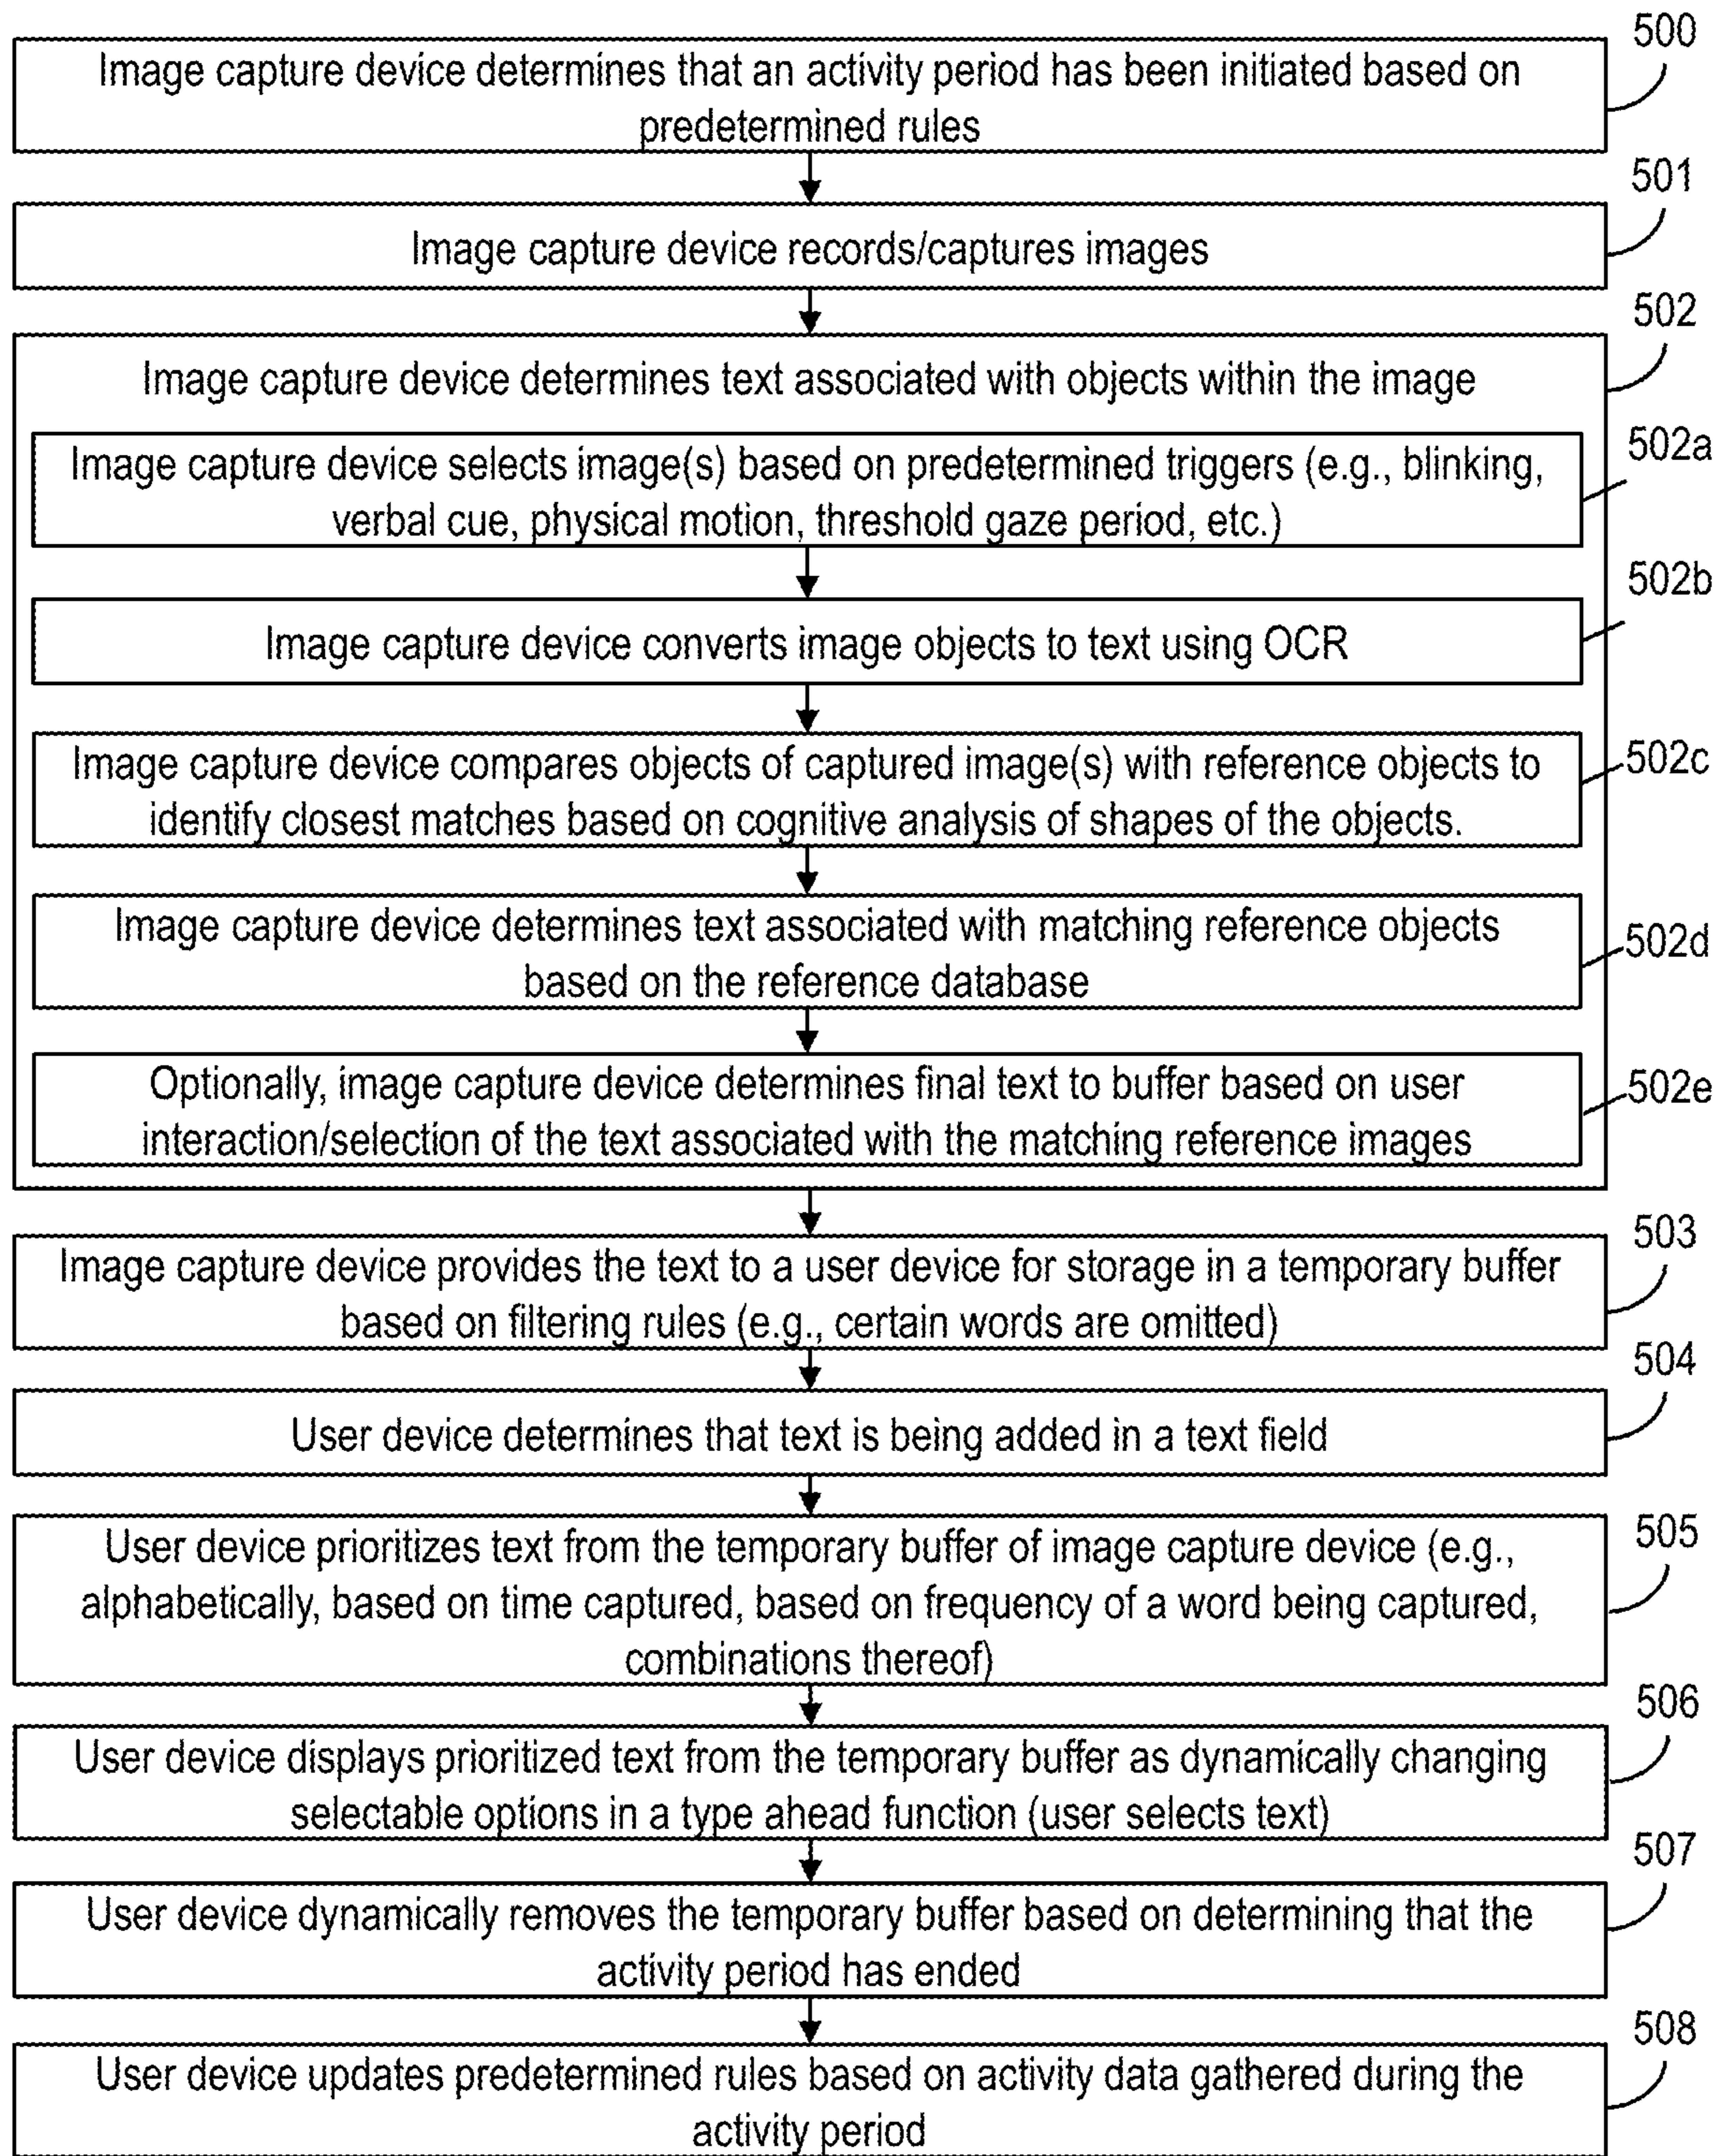 500
Image capture device determines that an activity period has been initiated based on
predetermined rules
501
Image capture device records/captures images
502
Image capture device determines text associated with objects within the image
502a
Image capture device selects image(s) based on predetermined triggers (e.g., blinking,
verbal cue, physical motion, threshold gaze period, etc.)
502b
Image capture device converts image objects to text using OCR
Image capture device compares objects of captured image(s) with reference objects to
502c
identify closest matches based on cognitive analysis of shapes of the objects.
Image capture device determines text associated with matching reference objects
502d
based on the reference database
Optionally, image capture device determines final text to buffer based on user
502e
interaction/selection of the text associated with the matching reference images
503
Image capture device provides the text to a user device for storage in a temporary buffer
based on filtering rules (e.g., certain words are omitted)
504
User device determines that text is being added in a text field
505
User device prioritizes text from the temporary buffer of image capture device (e.g.,
alphabetically, based on time captured, based on frequency of a word being captured,
combinations thereof)
506
User device displays prioritized text from the temporary buffer as dynamically changing
selectable options in a type ahead function (user selects text)
507
User device dynamically removes the temporary buffer based on determining that the
activity period has ended
508
User device updates predetermined rules based on activity data gathered during the
activity period